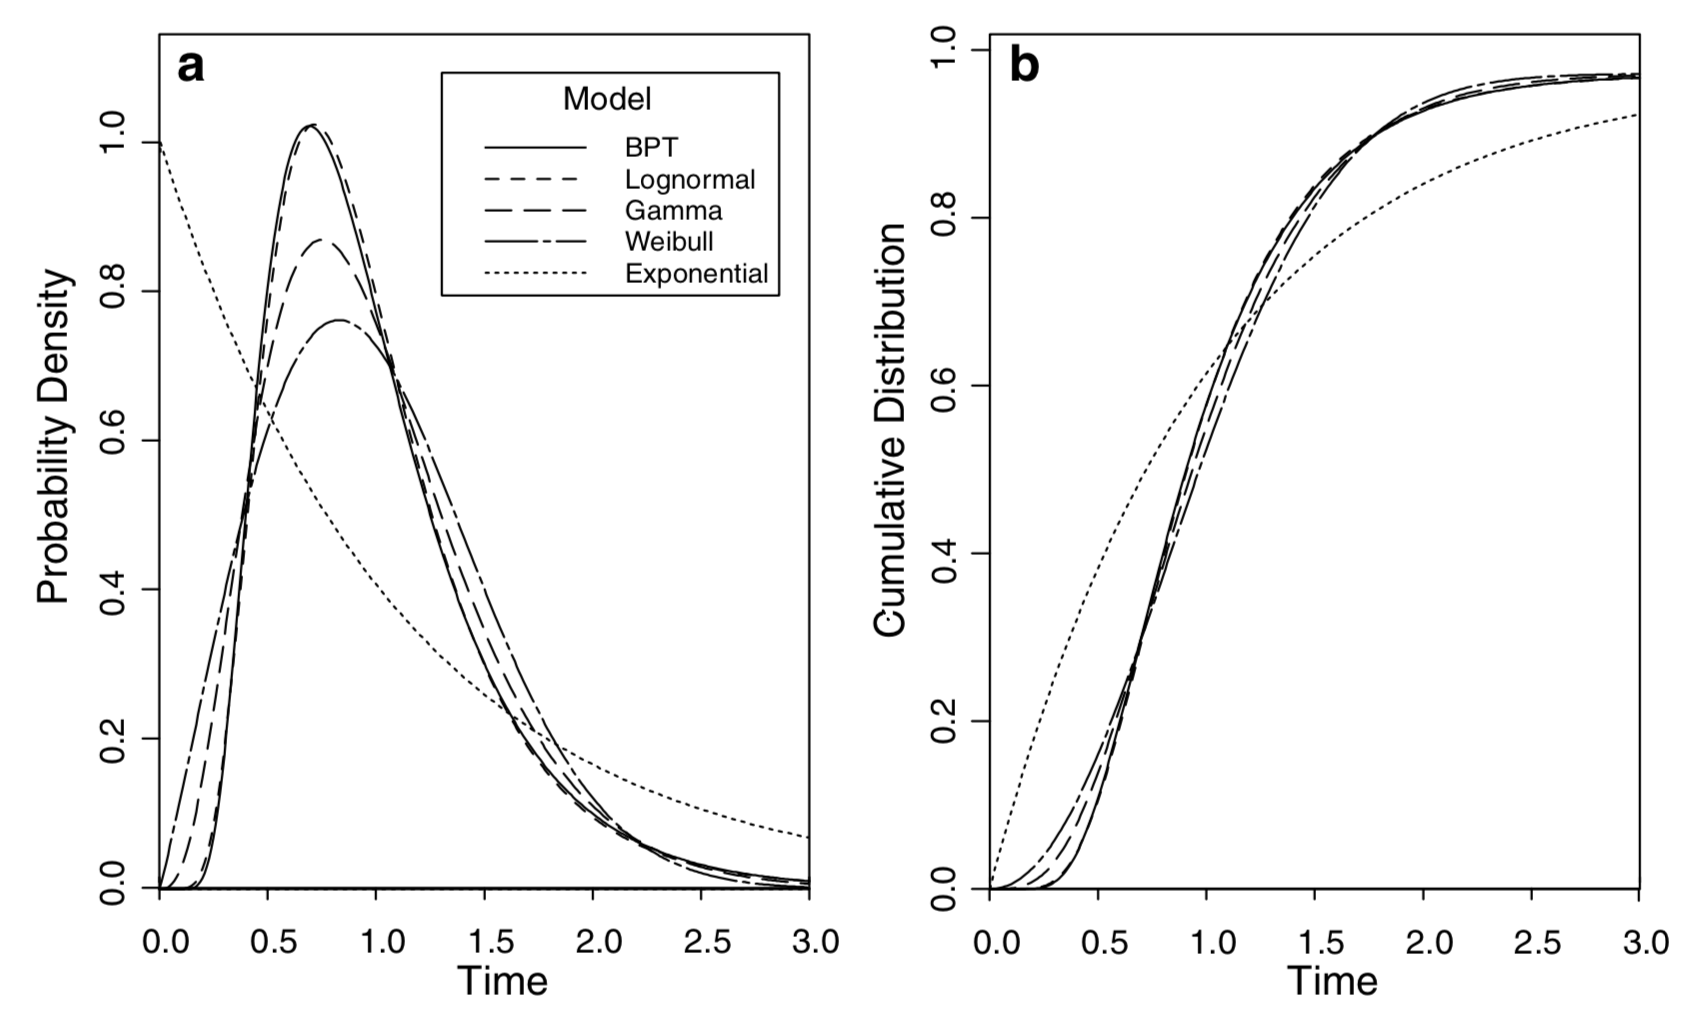 a
Model
BPT
Lognormal
Gamma
Weibull
Exponential
Probability Density
1.0
0.8
0.6
0.4
0.2
0.0
0.0 0.5 1.0 1.5 2.0 2.5 3.0
Time
b
Cumulative Distribution
1.0
0.8
0.6
0.4
0.2
0.0
0.0 0.5 1.0 1.5 2.0 2.5 3.0
Time